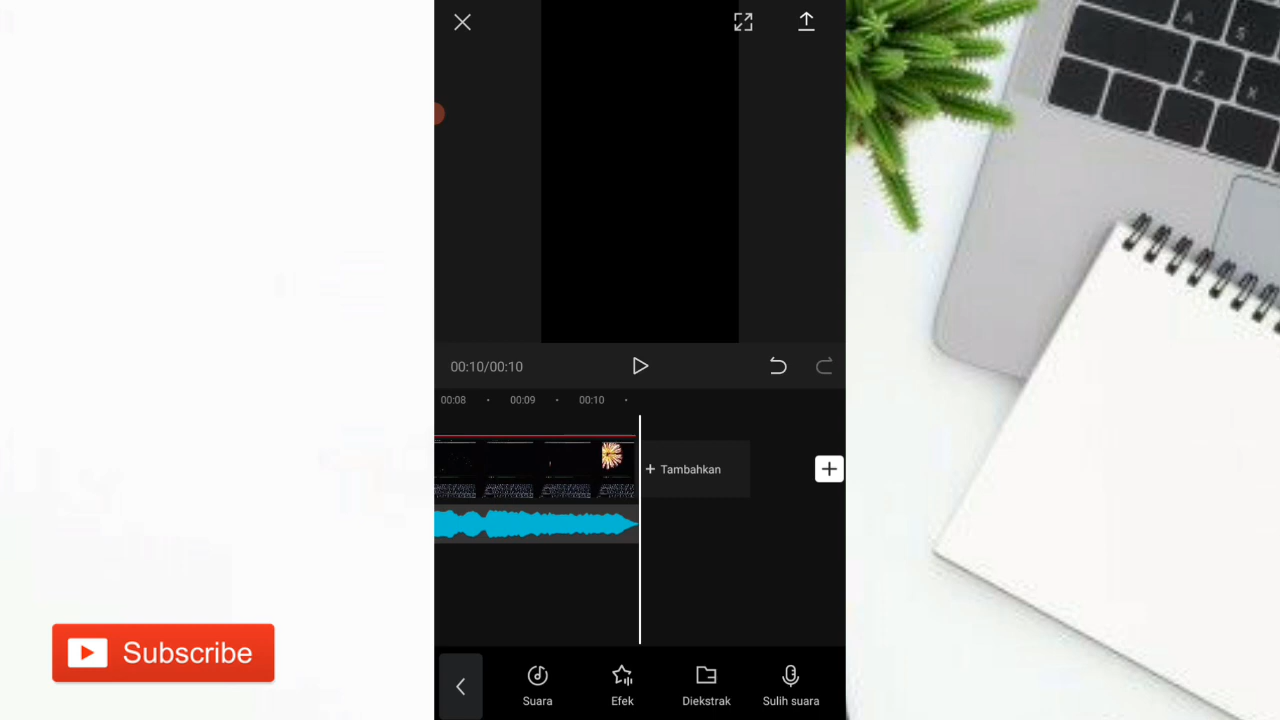 00:10/00:10
00:08
00:09
00:10
+ Tambahkan
Suara
Efek
Diekstrak
Sulih suara
Subscribe
A
S
Z
X